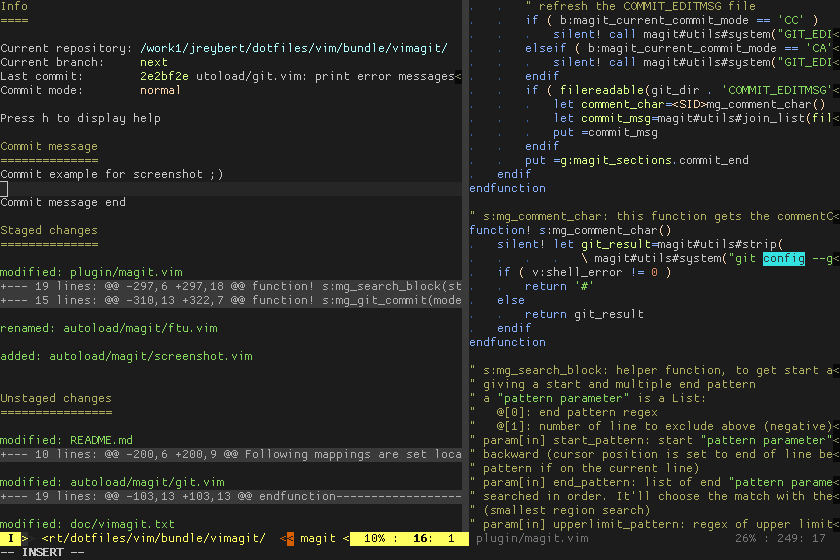 Info
====
Current repository: /work1/jreybert/dotfiles/vim/bundle/vimagit/
Current branch:     next
Last commit:        2e2bf2e utoload/git.vim: print error messages<
Commit mode:        normal
Press h to display help
Commit message
==============
Commit example for screenshot ;)
Commit message end
Staged changes
==============
modified: plugin/magit.vim
+--- 19 lines: @@ -297,6 +297,18 @@ function! s:mg_search_block(st
+--- 15 lines: @@ -310,13 +322,7 @@ function! s:mg_git_commit(mode
renamed: autoload/magit/ftu.vim
added: autoload/magit/screenshot.vim
Unstaged changes
================
modified: README.md
+--- 10 lines: @@ -200,6 +200,9 @@ Following mappings are set loca
modified: autoload/magit/git.vim
+--- 19 lines: @@ -103,13 +103,13 @@ endfunction------------------
modified: doc/vimagit.txt
I > <rt/dotfiles/vim/bundle/vimagit/ << magit < 10% : 16: 1
-- INSERT --
" refresh the COMMIT_EDITMSG file
if ( b:magit_current_commit_mode == 'CC' )
. silent! call magit#utils#system("GIT_EDI<
elseif ( b:magit_current_commit_mode == 'CA'<
. silent! call magit#utils#system("GIT_EDI<
endif
if ( filereadable(git_dir . 'COMMIT_EDITMSG'<
. let comment_char=<SID>mg_comment_char()
. let commit_msg=magit#utils#join_list(fil<
. put =commit_msg
endif
put =g:magit_sections.commit_end
. endif
endfunction
" s:mg_comment_char: this function gets the commentC<
function! s:mg_comment_char()
. silent! let git_result=magit#utils#strip(
. . . . \ magit#utils#system("git config --g<
. if ( v:shell_error != 0 )
. . return '#'
. else
. . return git_result
. endif
endfunction
" s:mg_search_block: helper function, to get start a<
" giving a start and multiple end pattern
" a "pattern parameter" is a List:
"   @[0]: end pattern regex
"   @[1]: number of line to exclude above (negative)<
" param[in] start_pattern: start "pattern parameter"<
" backward (cursor position is set to end of line be<
" pattern if on the current line)
" param[in] end_pattern: list of end "pattern parame<
" searched in order. It'll choose the match with the<
" (smallest region search)
" param[in] upperlimit_pattern: regex of upper limit<
plugin/magit.vim 26% : 249: 17